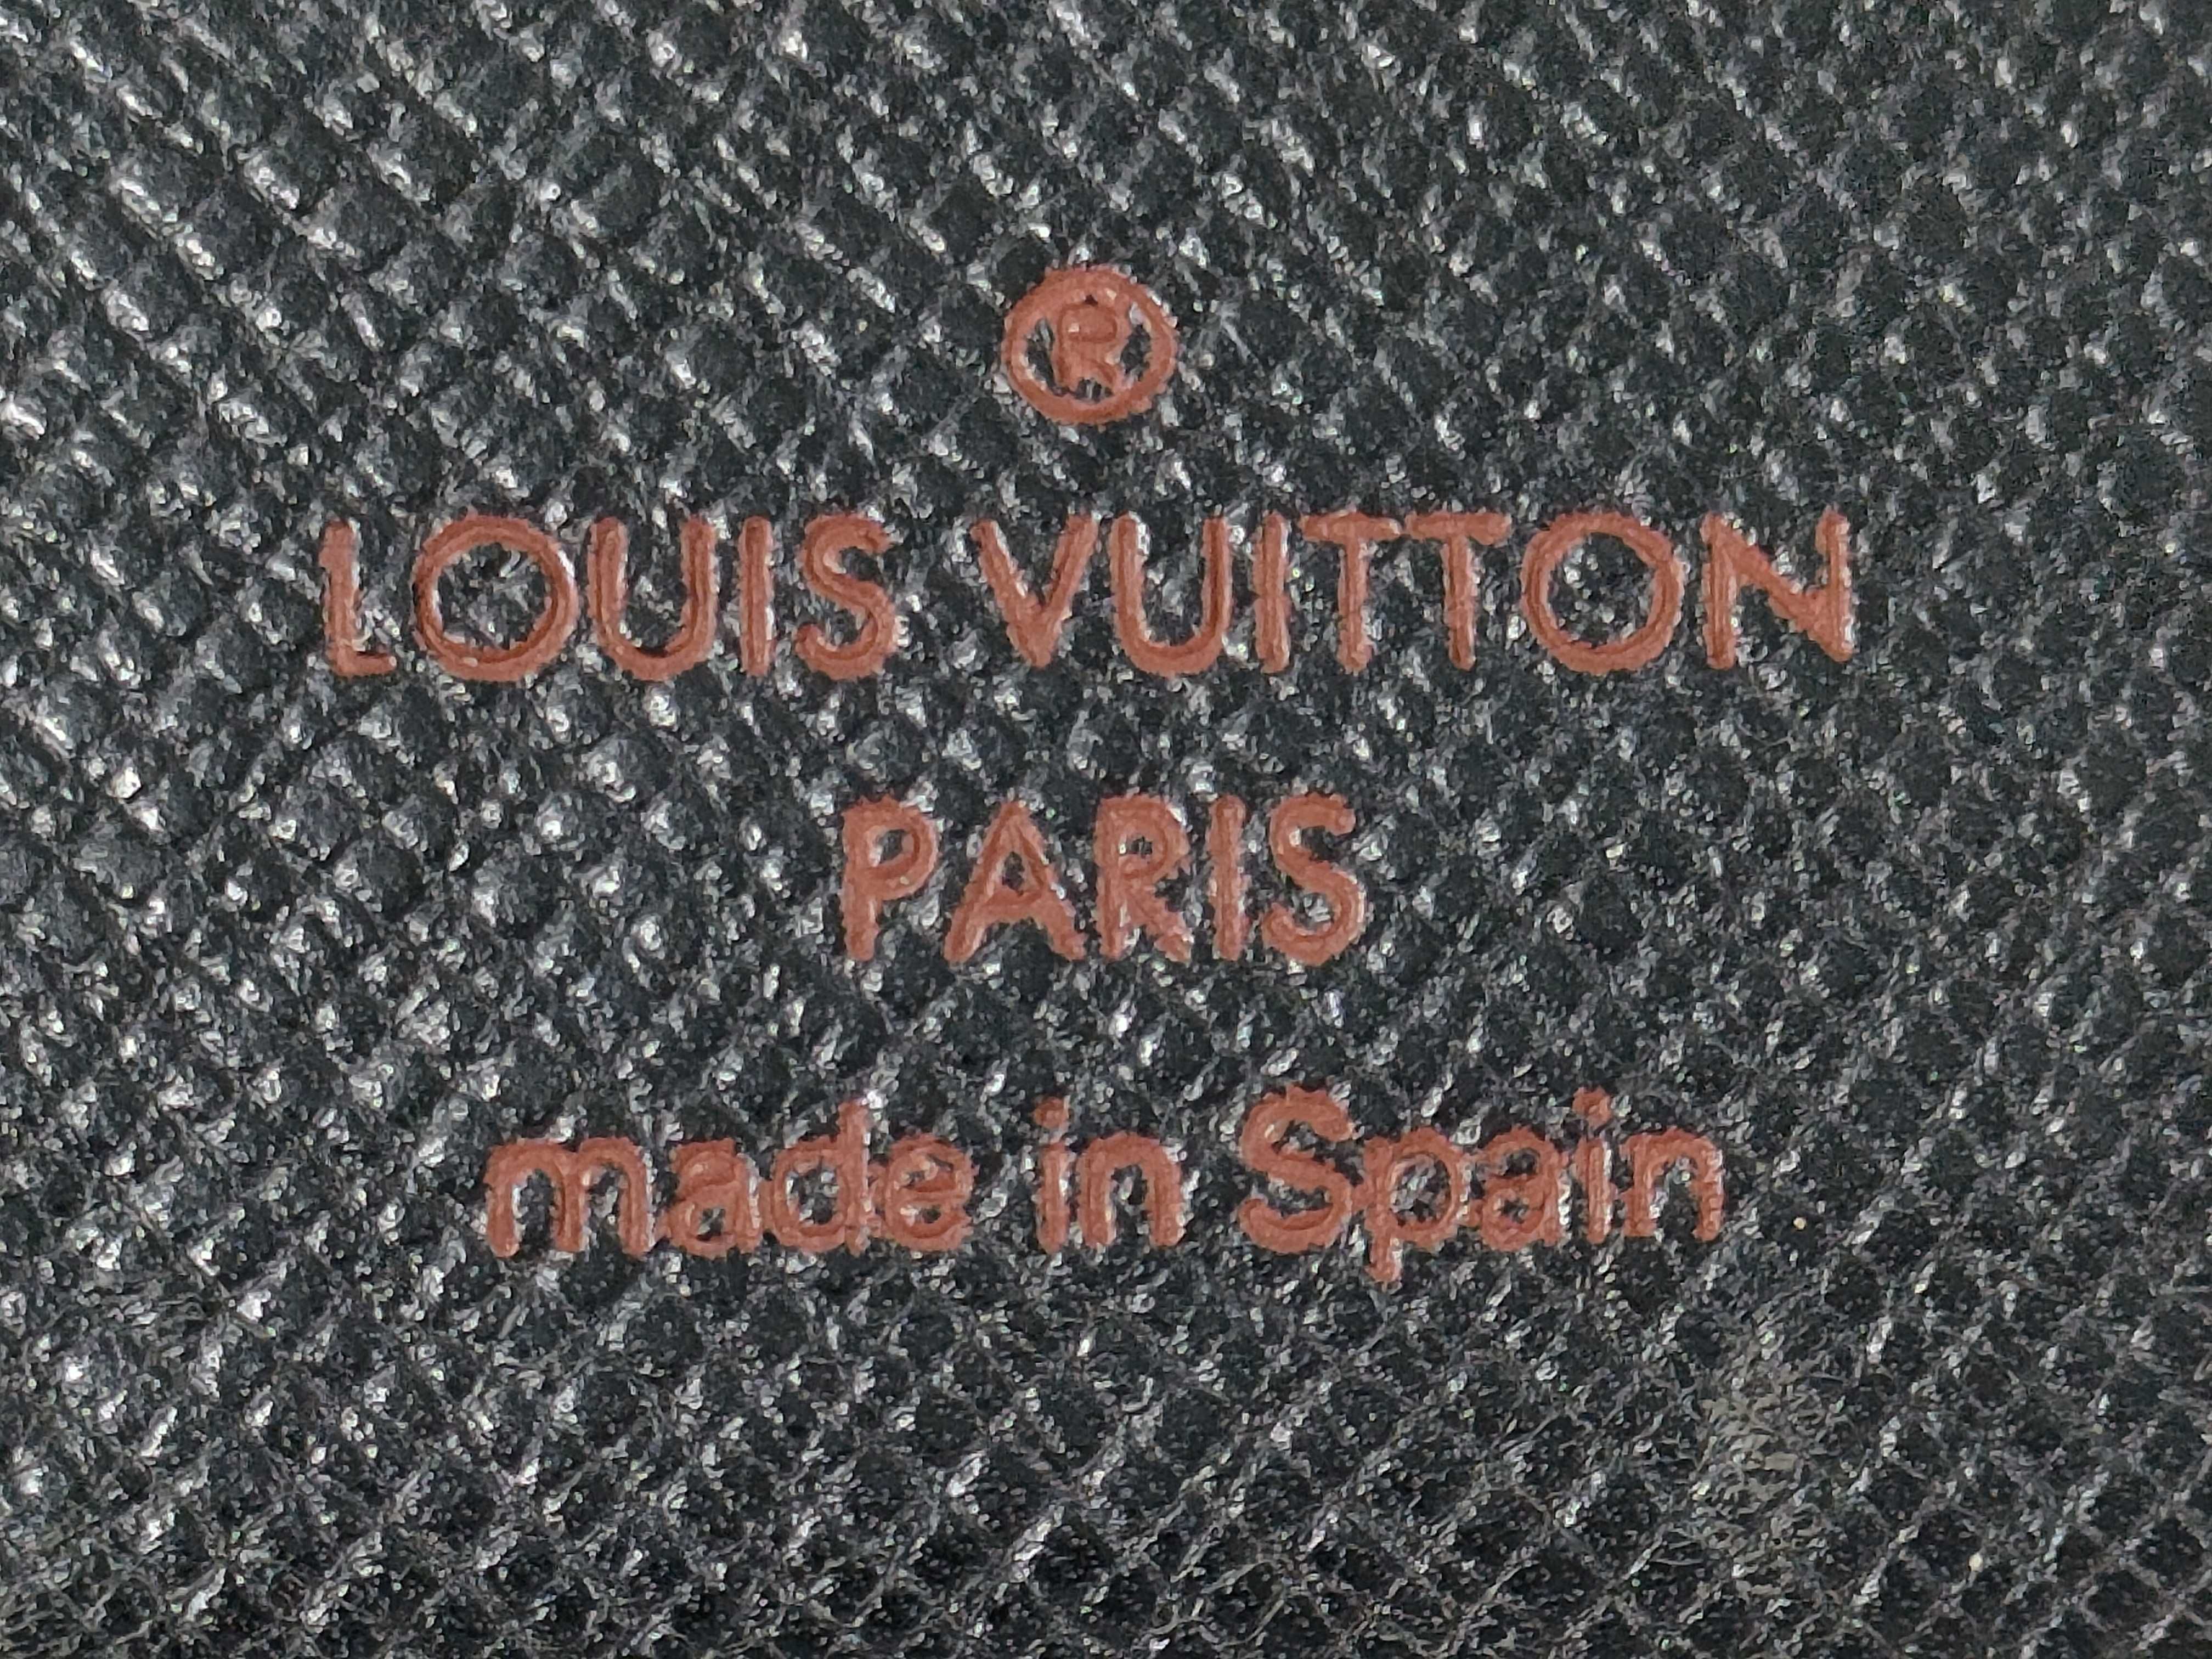 ®
LOUIS VUITTON
PARIS
made in Spain